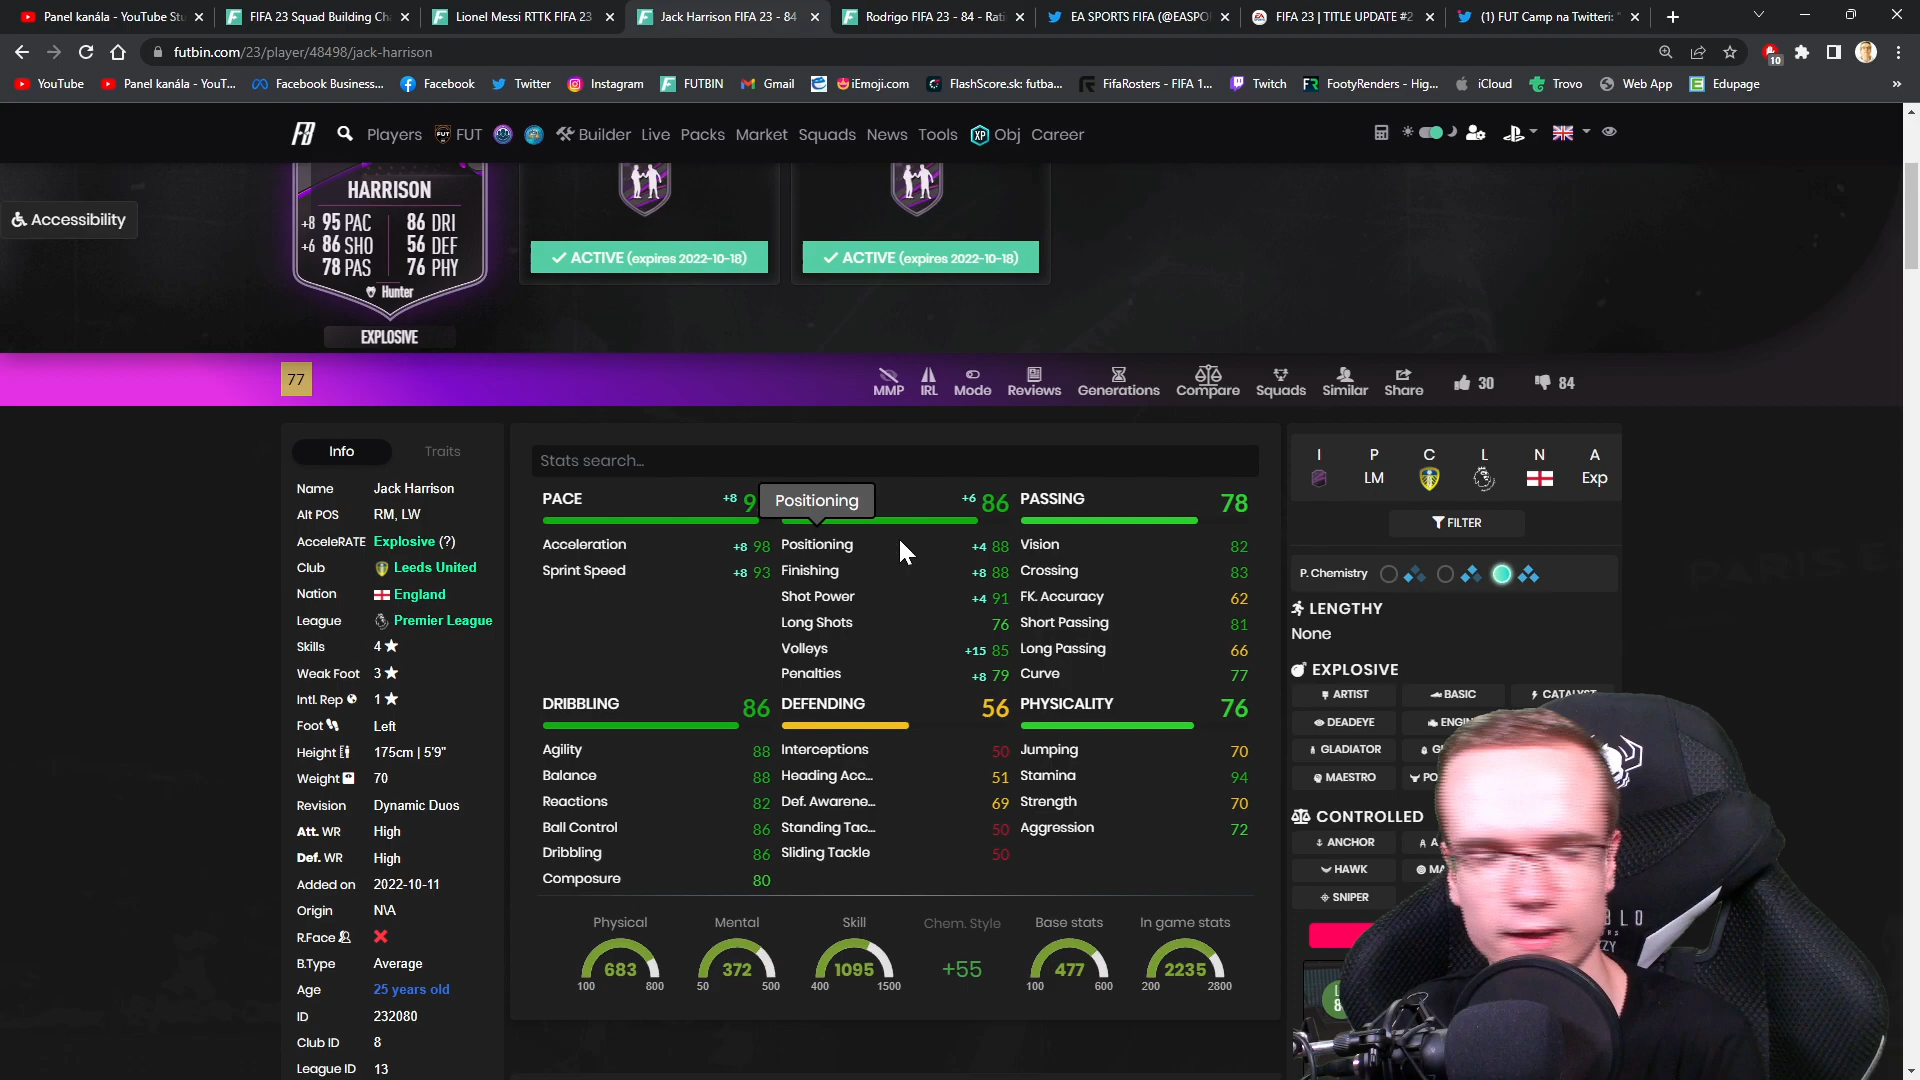 Panel kanála - YouTube Stu
FIFA 23 Squad Building Ch
Lionel Messi RTTK FIFA 23
Jack Harrison FIFA 23 - 84
Rodrigo FIFA 23 - 84 - Rati
EA SPORTS FIFA (@EASPO
FIFA 23 | TITLE UPDATE #2
(1) FUT Camp na Twitteri: "
futbin.com/23/player/48498/jack-harrison
10
YouTube
Panel kanála - YouT...
Facebook Business...
Facebook
Twitter
Instagram
FUTBIN
Gmail
iEmoji.com
FlashScore.sk: futba...
FifaRosters - FIFA 1...
Twitch
FootyRenders - Hig...
iCloud
Trovo
Web App
Edupage
»
Players FUT Builder Live Packs Market Squads News Tools XP Obj Career
Accessibility
HARRISON
+8 95 PAC 86 DRI
+6 86 SHO 56 DEF
78 PAS 76 PHY
Hunter
EXPLOSIVE
ACTIVE (expires 2022-10-18)
ACTIVE (expires 2022-10-18)
77
MMP IRL Mode Reviews Generations Compare Squads Similar Share 30 84
Info Traits
Name Jack Harrison
Alt POS RM, LW
AcceleRATE Explosive (?)
Club Leeds United
Nation England
League Premier League
Skills 4
Weak Foot 3
Intl. Rep 1
Foot Left
Height 175cm | 5'9"
Weight 70
Revision Dynamic Duos
Att. WR High
Def. WR High
Added on 2022-10-11
Origin N\A
R.Face
B.Type Average
Age 25 years old
ID 232080
Club ID 8
League ID 13
Stats search...
PACE +8 9
Acceleration +8 98
Sprint Speed +8 93
Positioning
+6 86
Positioning +4 88
Finishing +8 88
Shot Power +4 91
Long Shots 76
Volleys +15 85
Penalties +8 79
PASSING 78
Vision 82
Crossing 83
FK. Accuracy 62
Short Passing 81
Long Passing 66
Curve 77
DRIBBLING 86
Agility 88
Balance 88
Reactions 82
Ball Control 86
Dribbling 86
Composure 80
DEFENDING 56
Interceptions 50
Heading Acc... 51
Def. Awarene... 69
Standing Tac... 50
Sliding Tackle 50
PHYSICALITY 76
Jumping 70
Stamina 94
Strength 70
Aggression 72
Physical 683 100 800
Mental 372 50 500
Skill 1095 400 1500
Chem. Style +55
Base stats 477 100 600
In game stats 2235 200 2800
I P C L N A
LM Exp
FILTER
P. Chemistry
LENGTHY
None
EXPLOSIVE
ARTIST BASIC CATALYST
DEADEYE ENGIN
GLADIATOR
MAESTRO PO
CONTROLLED
ANCHOR A
HAWK MA
SNIPER